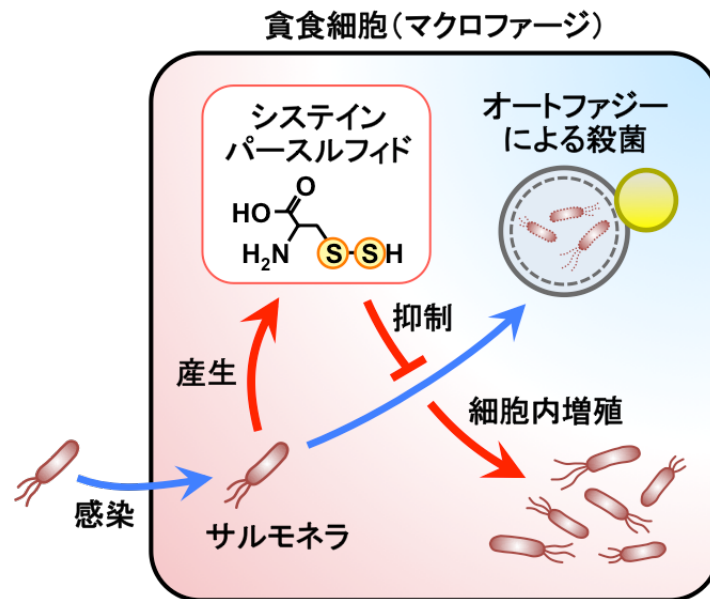 貪食細胞（マクロファージ）
システイン
パースルフィド
O
HO
H₂N
S-SH
オートファジー
による殺菌
抑制
産生
細胞内増殖
感染
サルモネラ